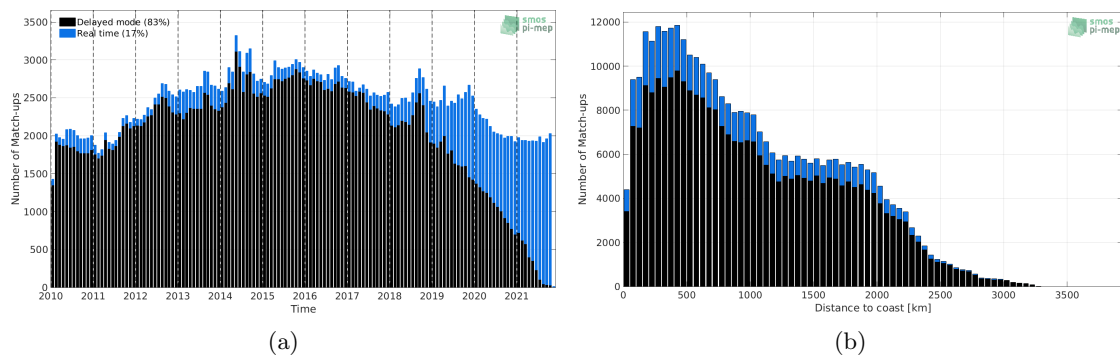 Delayed mode (83%)
Real time (17%)
smos
pi-mep
Number of Match-ups
3500
3000
2500
2000
1500
1000
500
0
2010 2011 2012 2013 2014 2015 2016 2017 2018 2019 2020 2021
Time
(a)
smos
pi-mep
Number of Match-ups
12000
10000
8000
6000
4000
2000
0
0 500 1000 1500 2000 2500 3000 3500
Distance to coast [km]
(b)